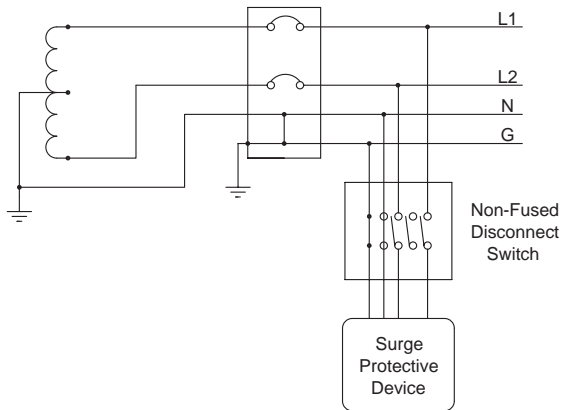 L1
L2
N
G
Non-Fused
Disconnect
Switch
Surge
Protective
Device